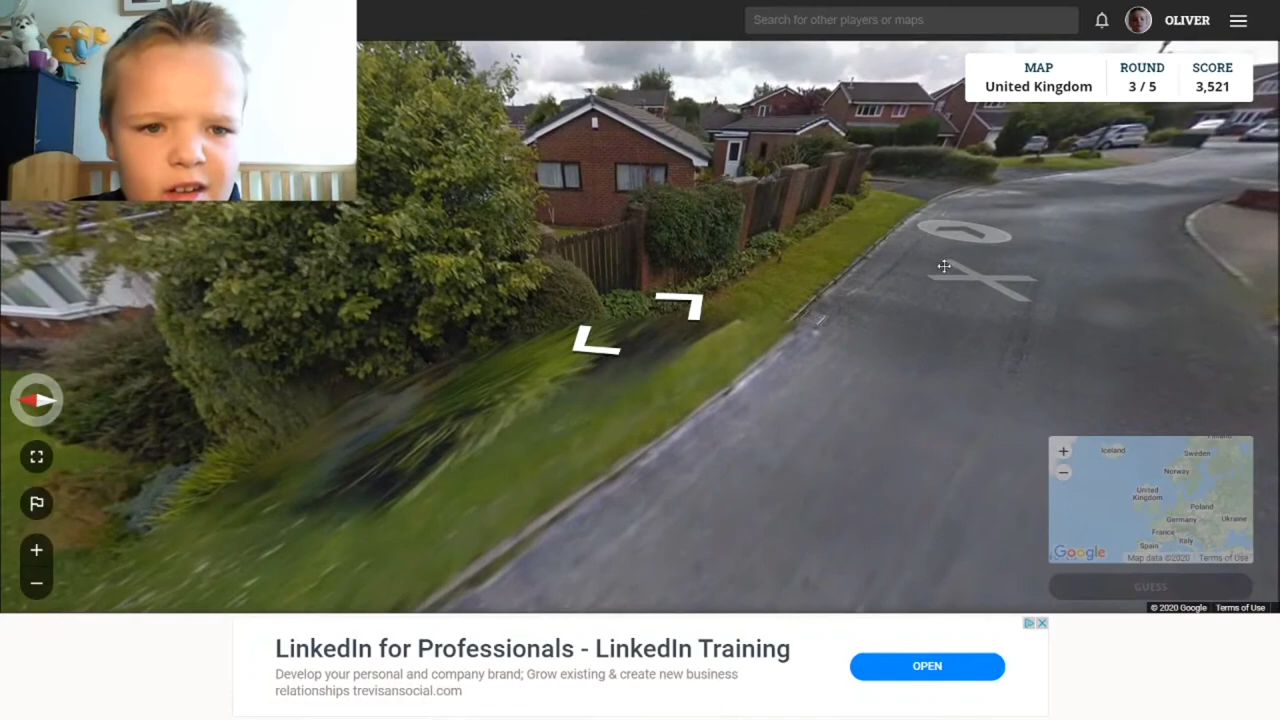 Search for other players or maps
OLIVER
MAP
United Kingdom
ROUND
3 / 5
SCORE
3,521
Iceland
Sweden
Norway
United
Kingdom
Poland
Germany
Ukraine
France
Italy
Spain
Google
Map data ©2020
Terms of Use
GUESS
© 2020 Google
Terms of Use
LinkedIn for Professionals - LinkedIn Training
Develop your personal and company brand; Grow existing & create new business
relationships trevisansocial.com
OPEN